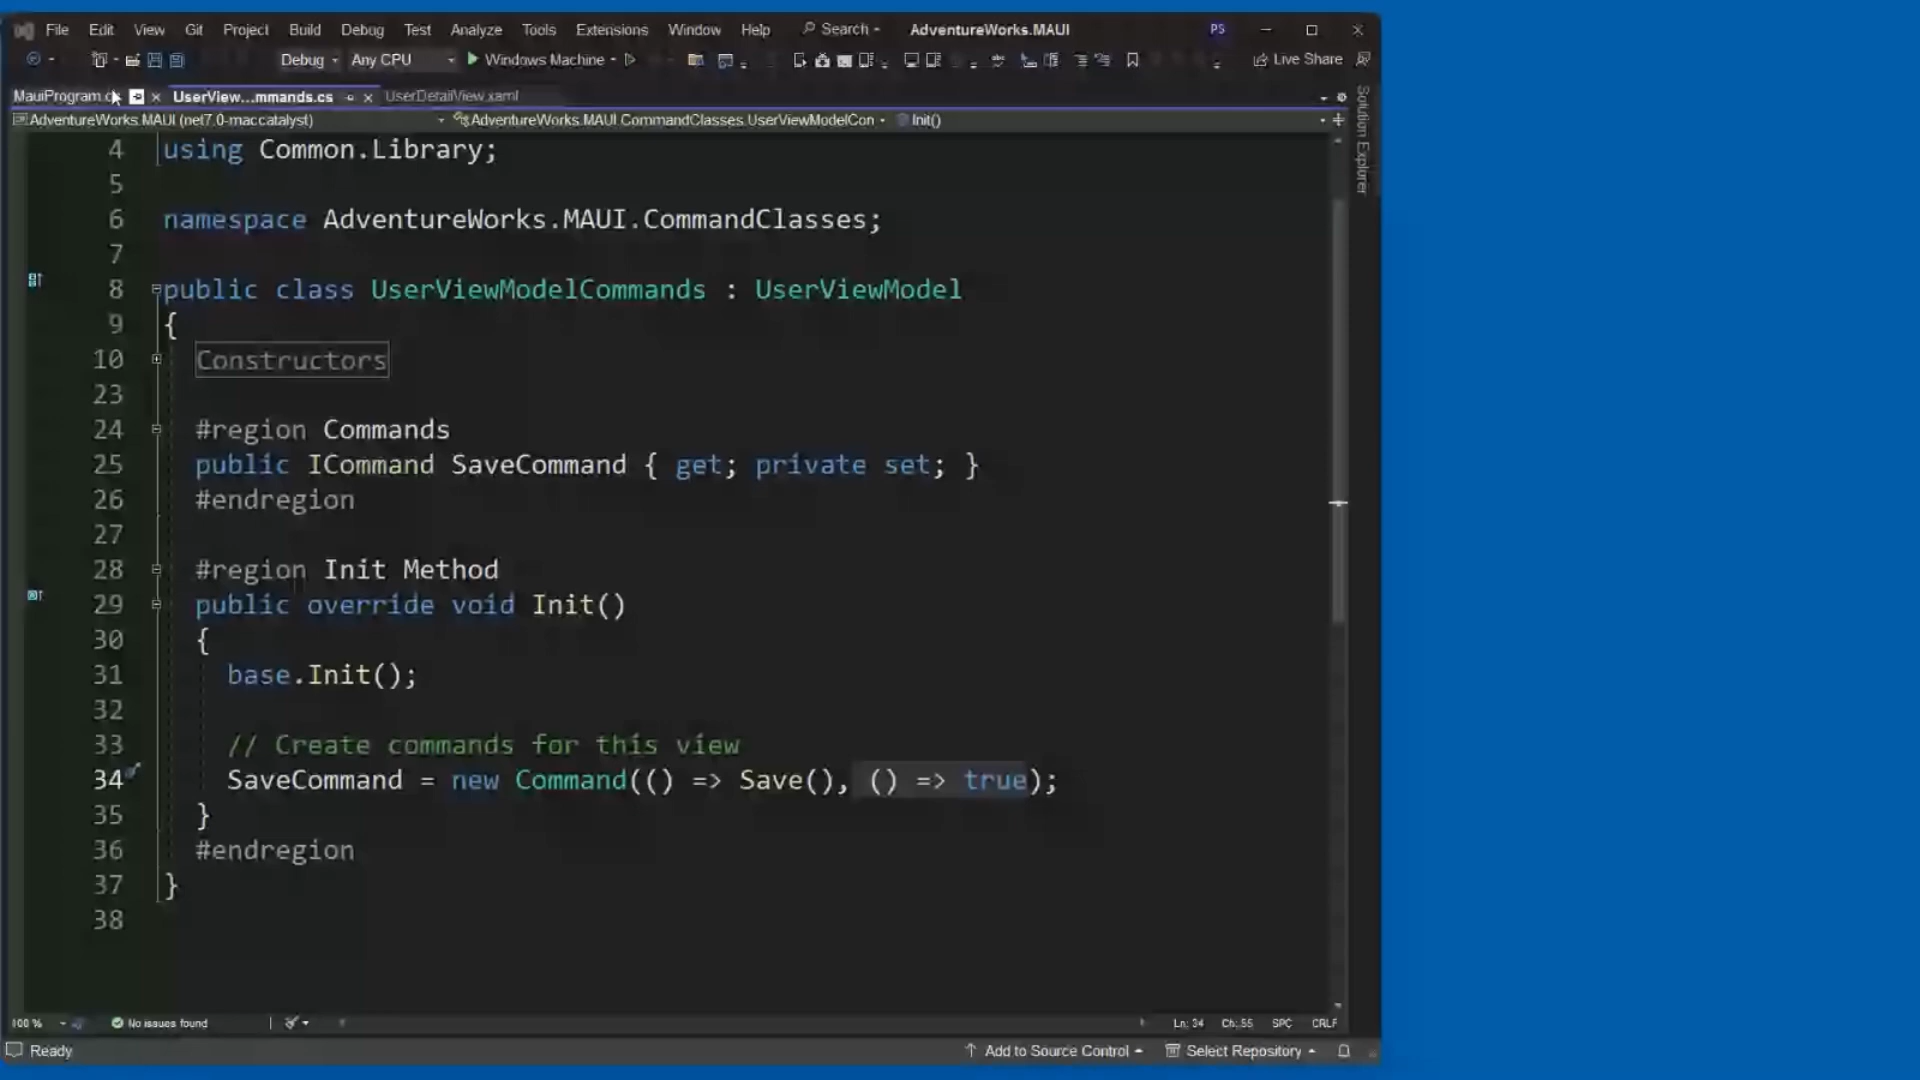 File Edit View Git Project Build Debug Test Analyze Tools Extensions Window Help Search AdventureWorks.MAUI PS
Debug Any CPU Windows Machine Live Share
MauiProgram.c UserView...mmands.cs UserDetailView.xaml
AdventureWorks.MAUI (net7.0-maccatalyst) AdventureWorks.MAUI.CommandClasses.UserViewModelCon Init()
Solution Explorer
4 using Common.Library;
5
6 namespace AdventureWorks.MAUI.CommandClasses;
7
8 public class UserViewModelCommands : UserViewModel
9 {
10 Constructors
23
24 #region Commands
25 public ICommand SaveCommand { get; private set; }
26 #endregion
27
28 #region Init Method
29 public override void Init()
30 {
31 base.Init();
32
33 // Create commands for this view
34 SaveCommand = new Command(() => Save(), () => true);
35 }
36 #endregion
37 }
38
100 % No issues found Ln: 34 Ch: 55 SPC CRLF
Ready Add to Source Control Select Repository